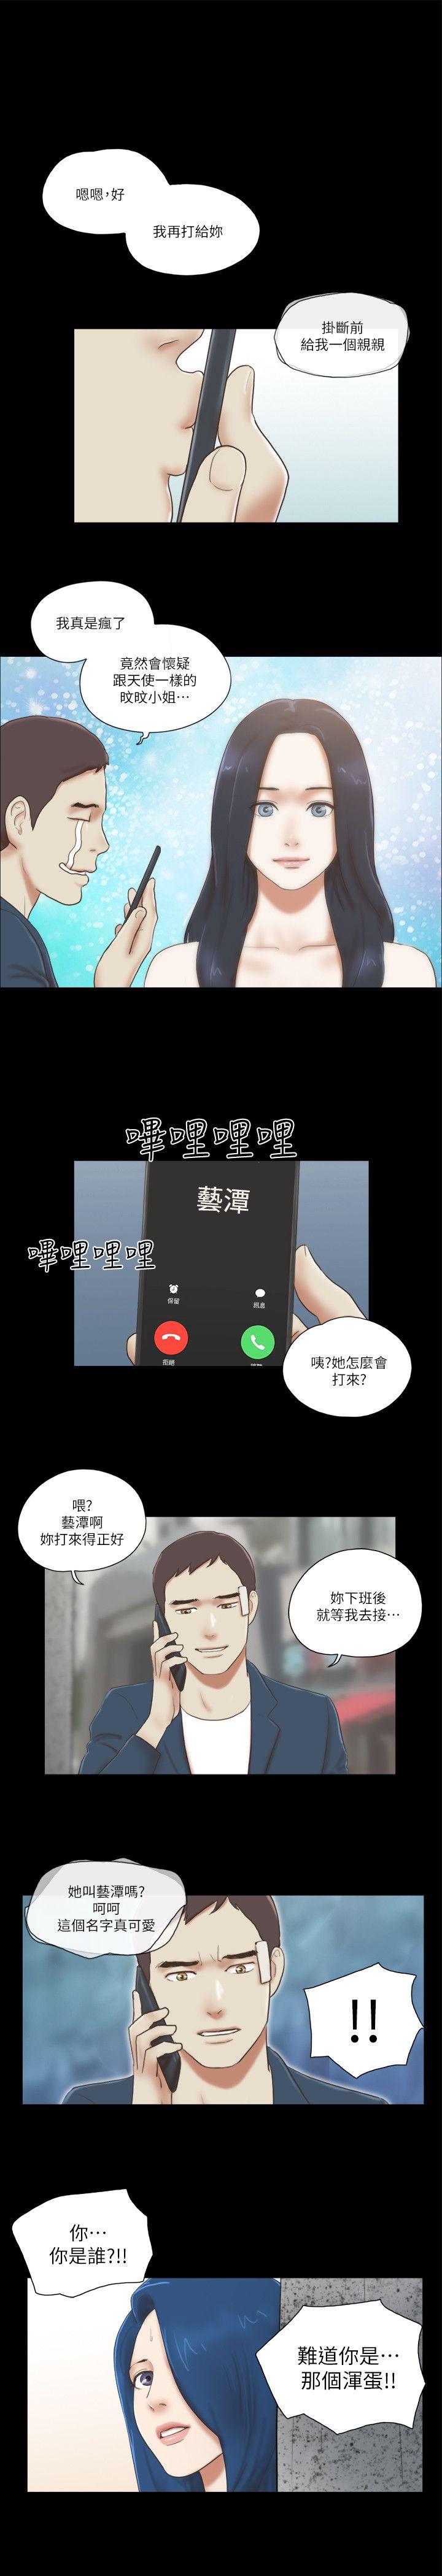 嗯嗯，好
我再打給妳
掛斷前
給我一個親親
我真是瘋了
竟然會懷疑
跟天使一樣的
旼旼小姐…
嗶哩哩哩
藝潭
嗶哩哩哩
保留
訊息
拒絕
咦?她怎麼會
打來?
喂?
藝潭啊
妳打來得正好
妳下班後
就等我去接…
她叫藝潭嗎?
呵呵
這個名字真可愛
!!
你…
你是誰?!!
難道你是…
那個渾蛋!!